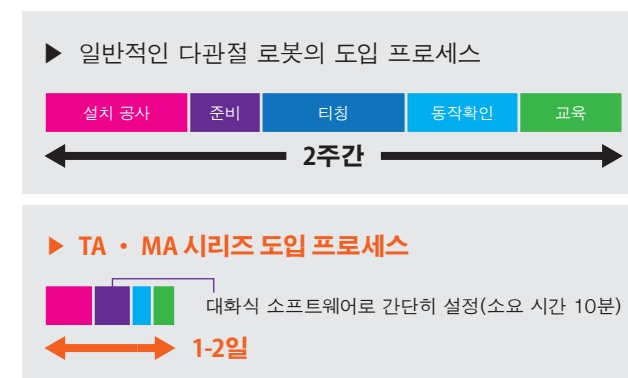 ▶ 일반적인 다관절 로봇의 도입 프로세스
설치 공사 준비 티칭 동작확인 교육
2주간
▶ TA · MA 시리즈 도입 프로세스
대화식 소프트웨어로 간단히 설정(소요 시간 10분)
1-2일